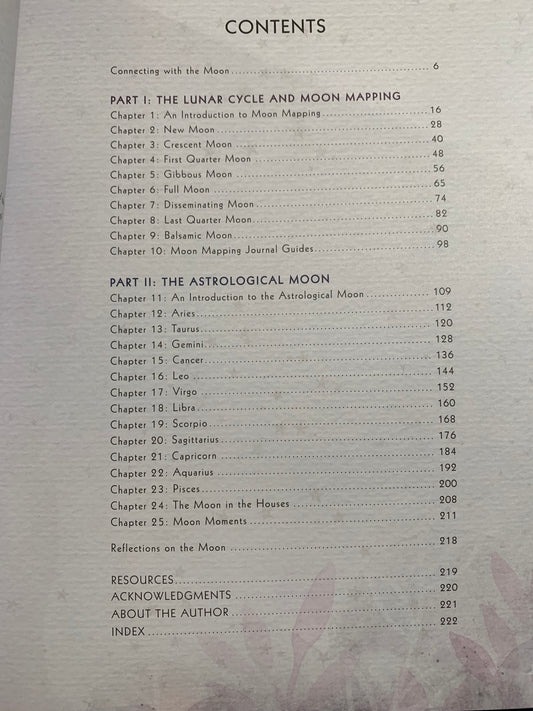 CONTENTS
Connecting with the Moon 6
PART I: THE LUNAR CYCLE AND MOON MAPPING
Chapter 1: An Introduction to Moon Mapping 16
Chapter 2: New Moon 28
Chapter 3: Crescent Moon 40
Chapter 4: First Quarter Moon 48
Chapter 5: Gibbous Moon 56
Chapter 6: Full Moon 65
Chapter 7: Disseminating Moon 74
Chapter 8: Last Quarter Moon 82
Chapter 9: Balsamic Moon 90
Chapter 10: Moon Mapping Journal Guides 98
PART II: THE ASTROLOGICAL MOON
Chapter 11: An Introduction to the Astrological Moon 109
Chapter 12: Aries 112
Chapter 13: Taurus 120
Chapter 14: Gemini 128
Chapter 15: Cancer 136
Chapter 16: Leo 144
Chapter 17: Virgo 152
Chapter 18: Libra 160
Chapter 19: Scorpio 168
Chapter 20: Sagittarius 176
Chapter 21: Capricorn 184
Chapter 22: Aquarius 192
Chapter 23: Pisces 200
Chapter 24: The Moon in the Houses 208
Chapter 25: Moon Moments 211
Reflections on the Moon 218
RESOURCES 219
ACKNOWLEDGMENTS 220
ABOUT THE AUTHOR 221
INDEX 222